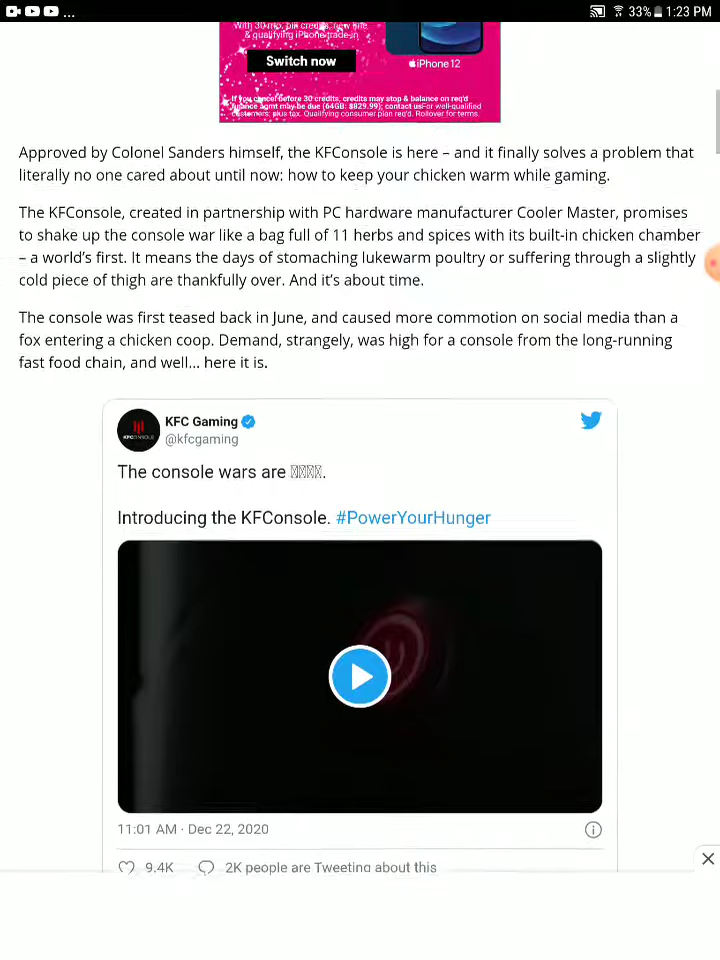 33% 1:23 PM
With 30 mo. bill credits, new line
& qualifying iPhone trade-in
Switch now
iPhone 12
If you cancel before 30 credits, credits may stop & balance on req'd
finance agmt may be due (64GB: $829.99); contact us. For well-qualified
customers; plus tax. Qualifying consumer plan req'd. Rollover for terms.
Approved by Colonel Sanders himself, the KFConsole is here – and it finally solves a problem that
literally no one cared about until now: how to keep your chicken warm while gaming.
The KFConsole, created in partnership with PC hardware manufacturer Cooler Master, promises
to shake up the console war like a bag full of 11 herbs and spices with its built-in chicken chamber
– a world's first. It means the days of stomaching lukewarm poultry or suffering through a slightly
cold piece of thigh are thankfully over. And it's about time.
The console was first teased back in June, and caused more commotion on social media than a
fox entering a chicken coop. Demand, strangely, was high for a console from the long-running
fast food chain, and well... here it is.
KFC Gaming
@kfcgaming
KFCONSOLE
The console wars are .
Introducing the KFConsole. #PowerYourHunger
11:01 AM · Dec 22, 2020
9.4K 2K people are Tweeting about this